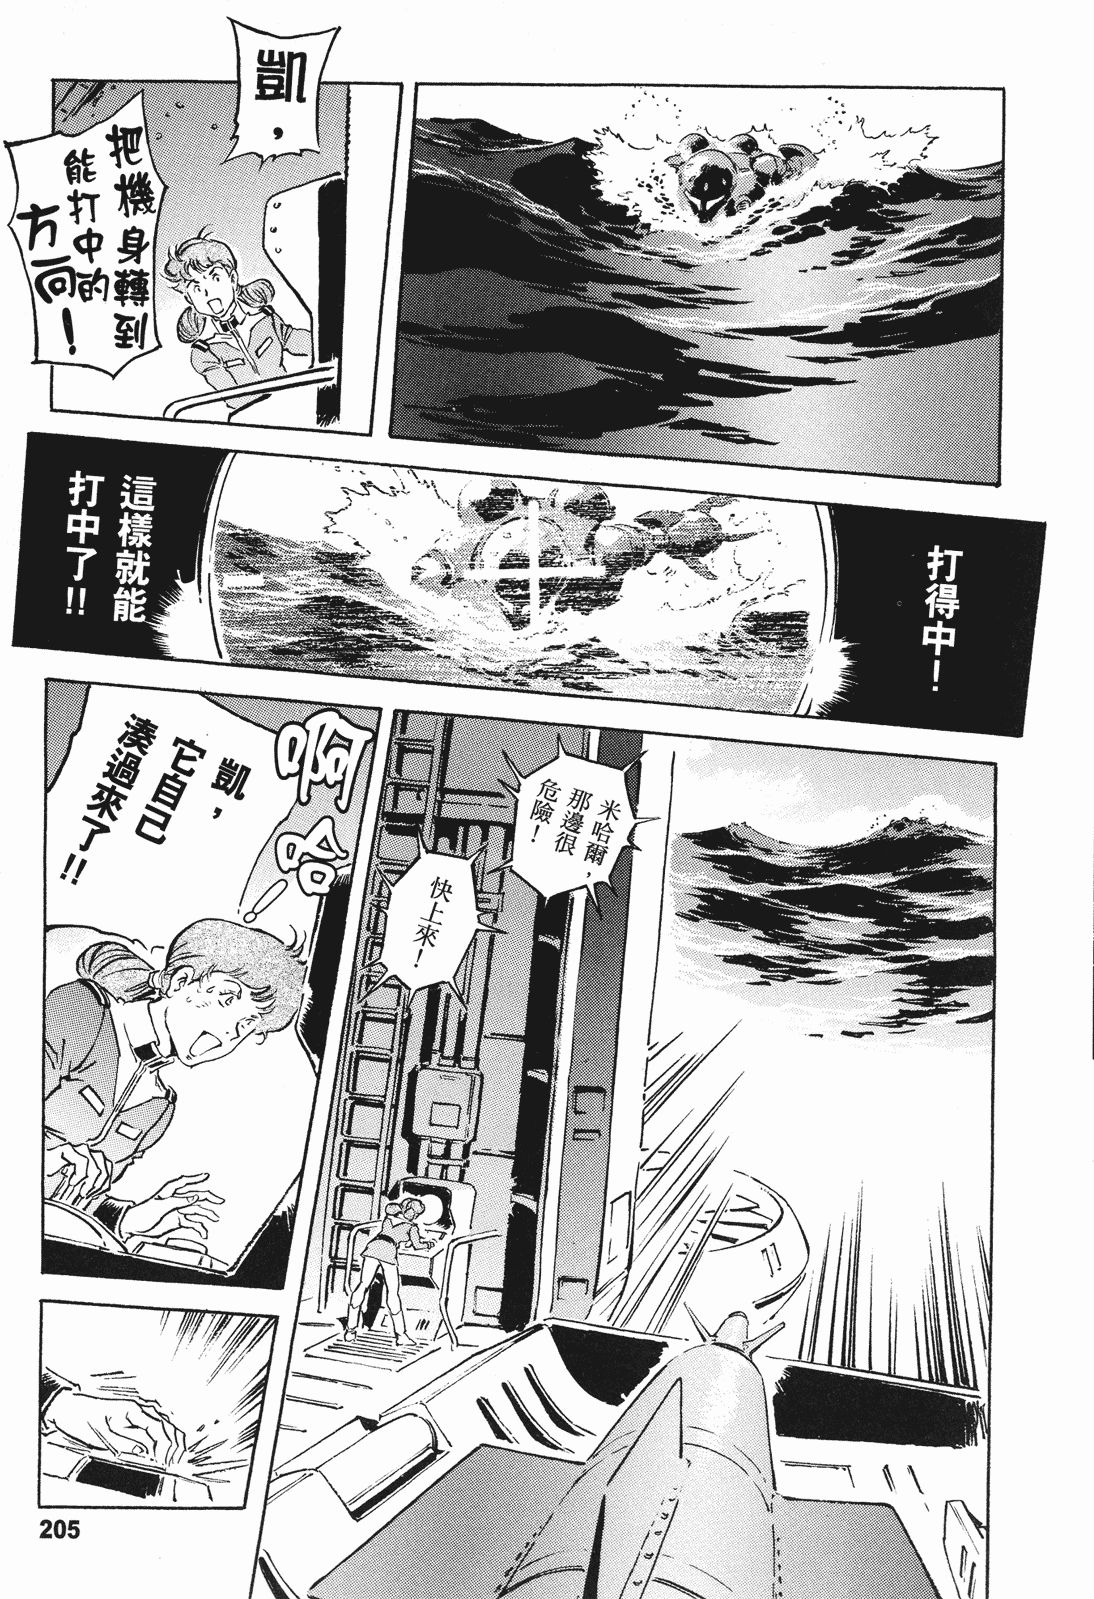 凱，
把機身轉到
能打中的
方向！
打得中！
這樣就能
打中了！！
米哈爾，
那邊很
危險！
快上來！
啊
哈
！
凱，
它自己
湊過來了！！
205